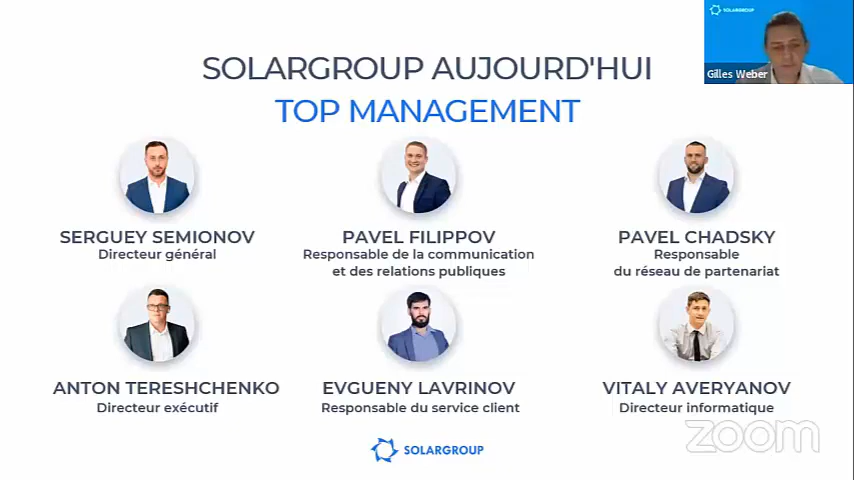 SOLARGROUP
Gilles Weber
SOLARGROUP AUJOURD'HUI
TOP MANAGEMENT
SERGUEY SEMIONOV
Directeur général
PAVEL FILIPPOV
Responsable de la communication
et des relations publiques
PAVEL CHADSKY
Responsable
du réseau de partenariat
ANTON TERESHCHENKO
Directeur exécutif
EVGUENY LAVRINOV
Responsable du service client
VITALY AVERYANOV
Directeur informatique
SOLARGROUP
zoom